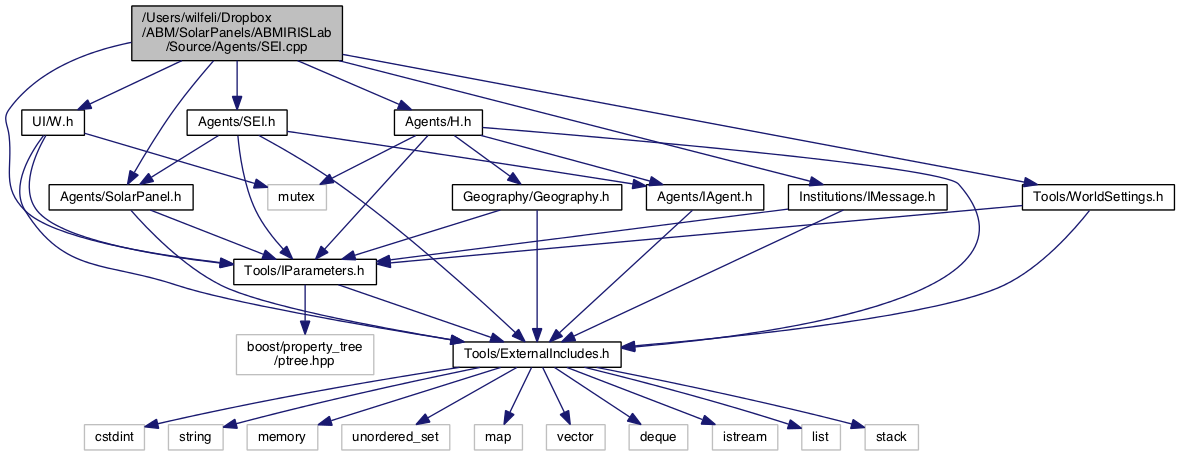 /Users/wilfeli/Dropbox
/ABM/SolarPanels/ABMIRISLab
/Source/Agents/SEI.cpp
UI/W.h
Agents/SEI.h
Agents/H.h
Agents/SolarPanel.h
mutex
Geography/Geography.h
Agents/IAgent.h
Institutions/IMessage.h
Tools/WorldSettings.h
Tools/IParameters.h
boost/property_tree
/ptree.hpp
Tools/ExternalIncludes.h
cstdint
string
memory
unordered_set
map
vector
deque
istream
list
stack